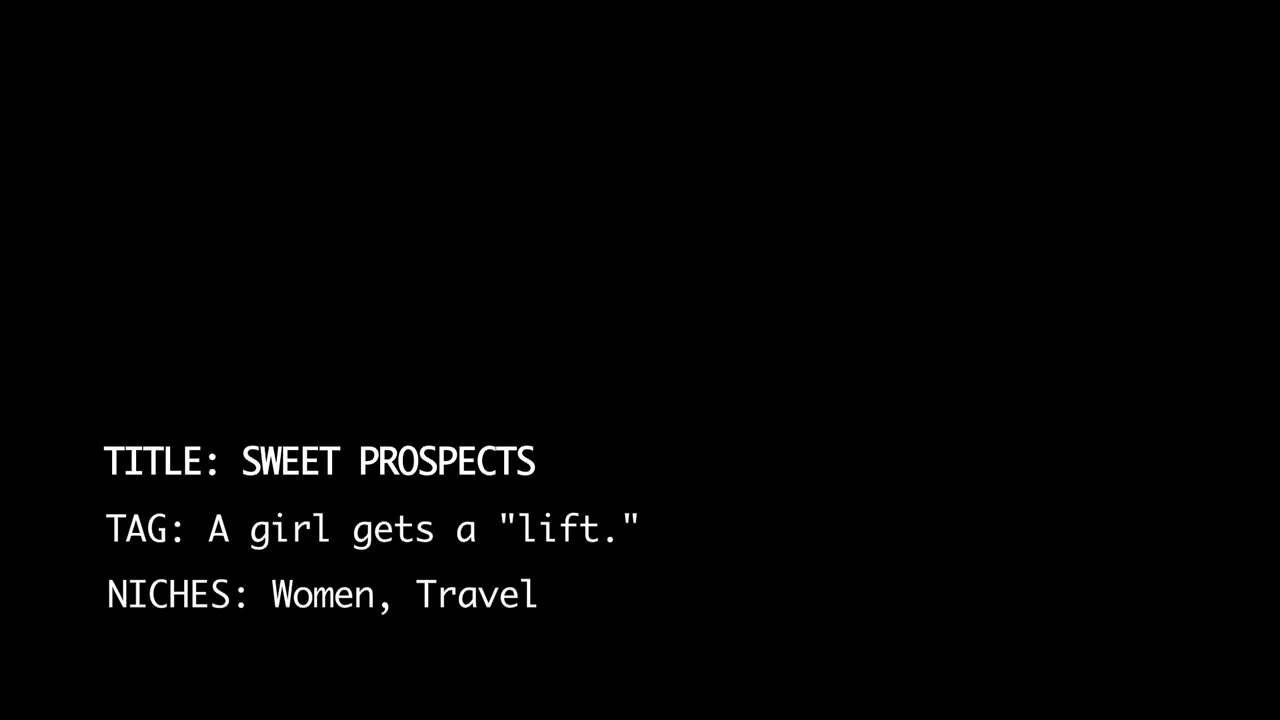 TITLE: SWEET PROSPECTS
TAG: A girl gets a "lift."
NICHES: Women, Travel